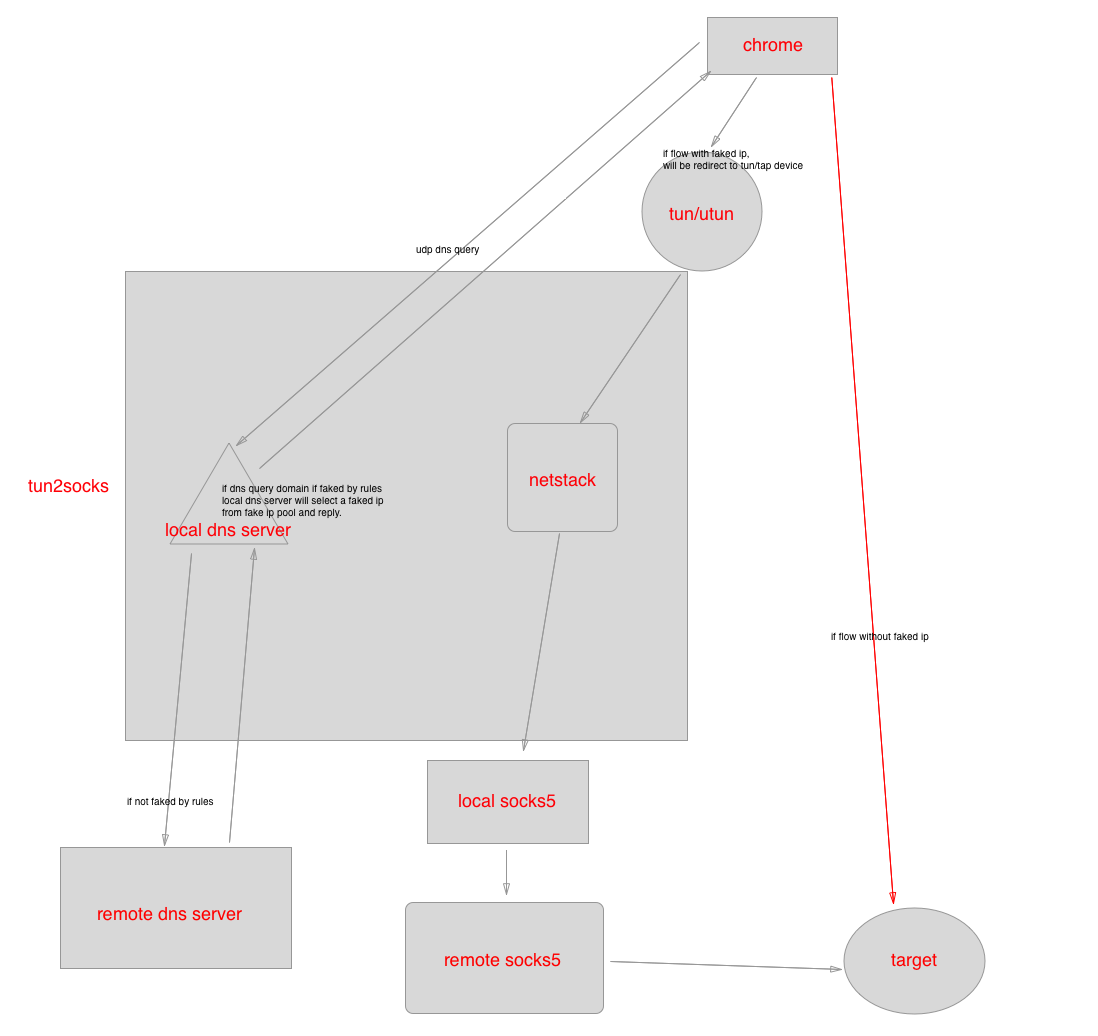 chrome
if flow with faked ip,
will be redirect to tun/tap device
tun/utun
udp dns query
tun2socks
if dns query domain if faked by rules
local dns server will select a faked ip
from fake ip pool and reply.
local dns server
netstack
if flow without faked ip
if not faked by rules
local socks5
remote dns server
remote socks5
target